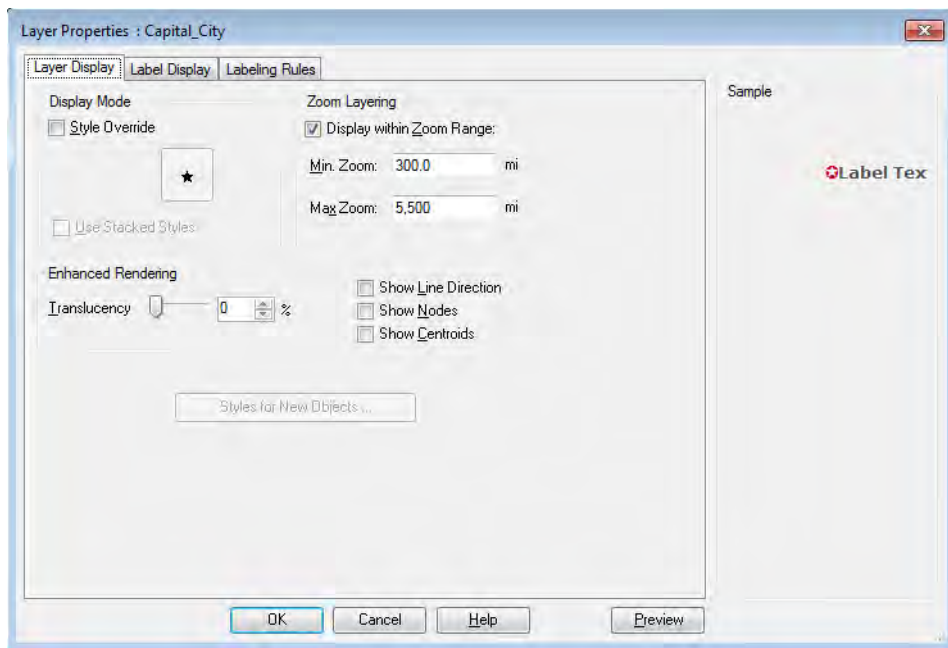 Layer Properties : Capital_City
Layer Display Label Display Labeling Rules
Display Mode
Style Override
Use Stacked Styles
Zoom Layering
Display within Zoom Range:
Min. Zoom: 300.0 mi
Max Zoom: 5,500 mi
Enhanced Rendering
Translucency 0 %
Show Line Direction
Show Nodes
Show Centroids
Styles for New Objects ...
Sample
Label Tex
OK Cancel Help Preview